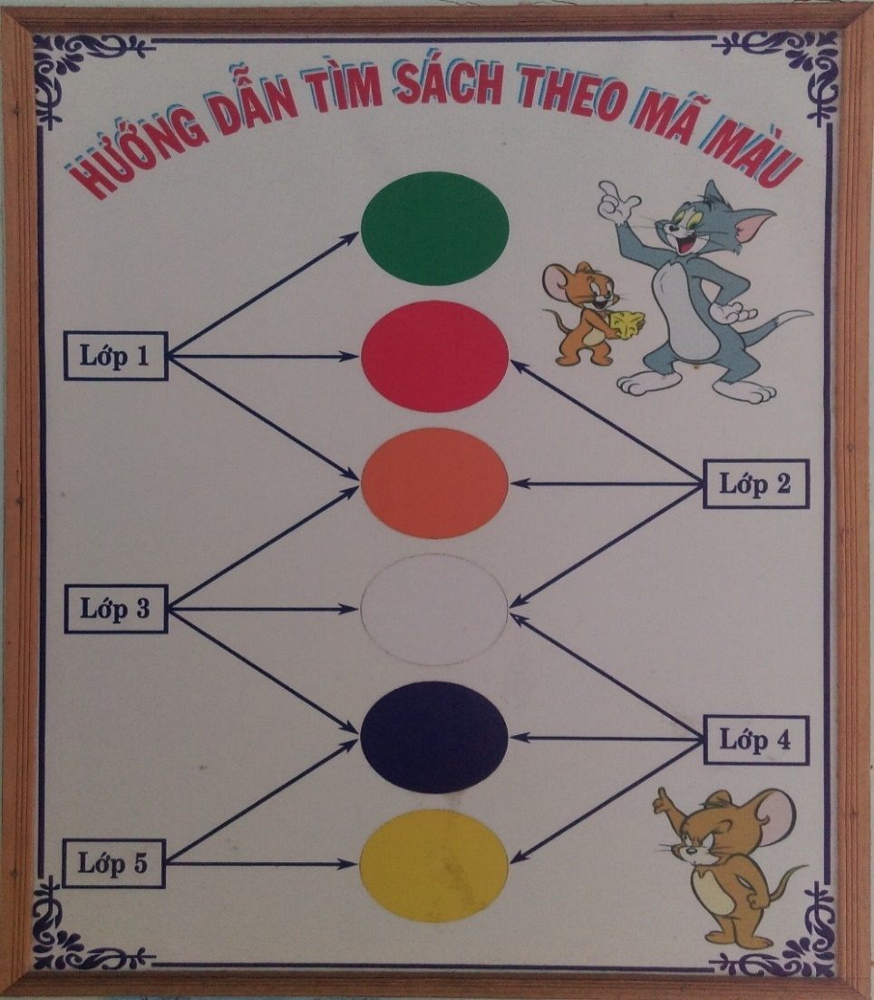 HƯỚNG DẪN TÌM SÁCH THEO MÃ MÀU
Lớp 1
Lớp 2
Lớp 3
Lớp 4
Lớp 5